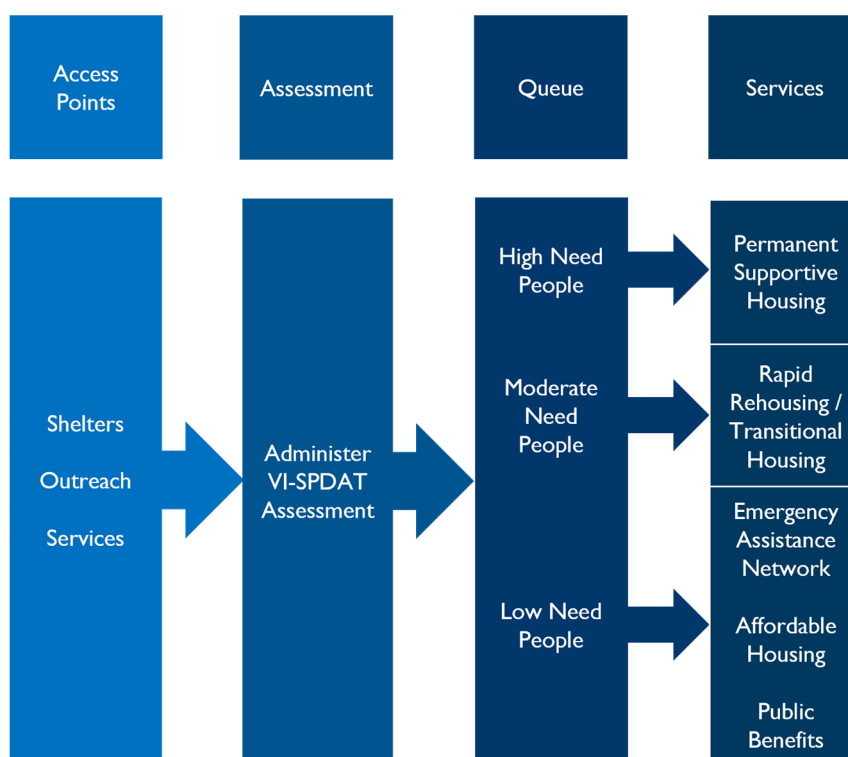 Access
Points
Assessment
Queue
Services
Shelters
Outreach
Services
Administer
VI-SPDAT
Assessment
High Need
People
Moderate
Need
People
Low Need
People
Permanent
Supportive
Housing
Rapid
Rehousing /
Transitional
Housing
Emergency
Assistance
Network
Affordable
Housing
Public
Benefits